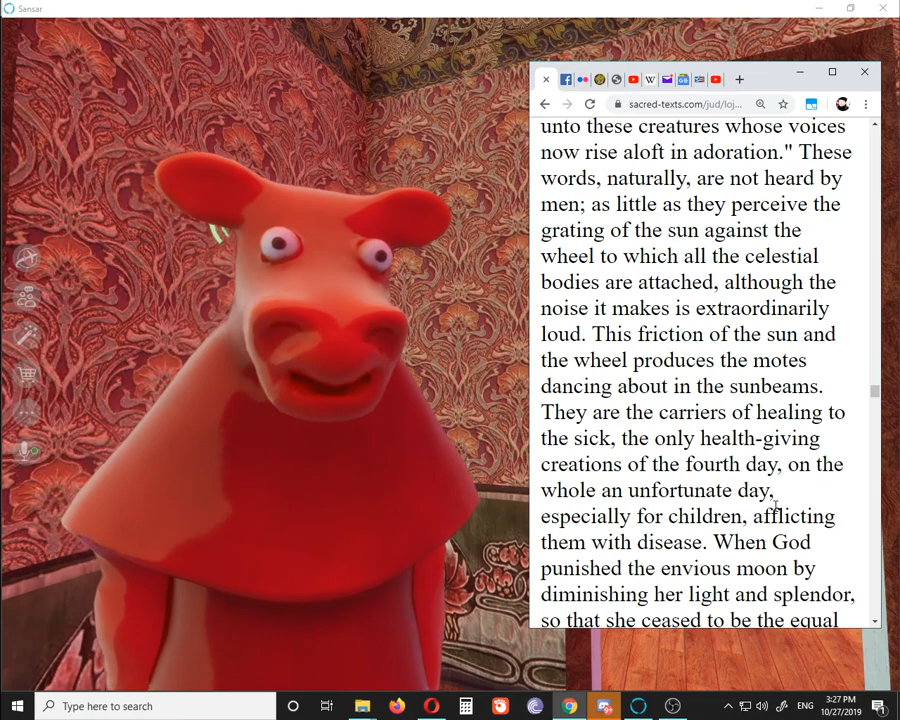 Sansar
sacred-texts.com/jud/loj...
unto these creatures whose voices
now rise aloft in adoration." These
words, naturally, are not heard by
men; as little as they perceive the
grating of the sun against the
wheel to which all the celestial
bodies are attached, although the
noise it makes is extraordinarily
loud. This friction of the sun and
the wheel produces the motes
dancing about in the sunbeams.
They are the carriers of healing to
the sick, the only health-giving
creations of the fourth day, on the
whole an unfortunate day,
especially for children, afflicting
them with disease. When God
punished the envious moon by
diminishing her light and splendor,
so that she ceased to be the equal
Type here to search
ENG
3:27 PM
10/27/2019